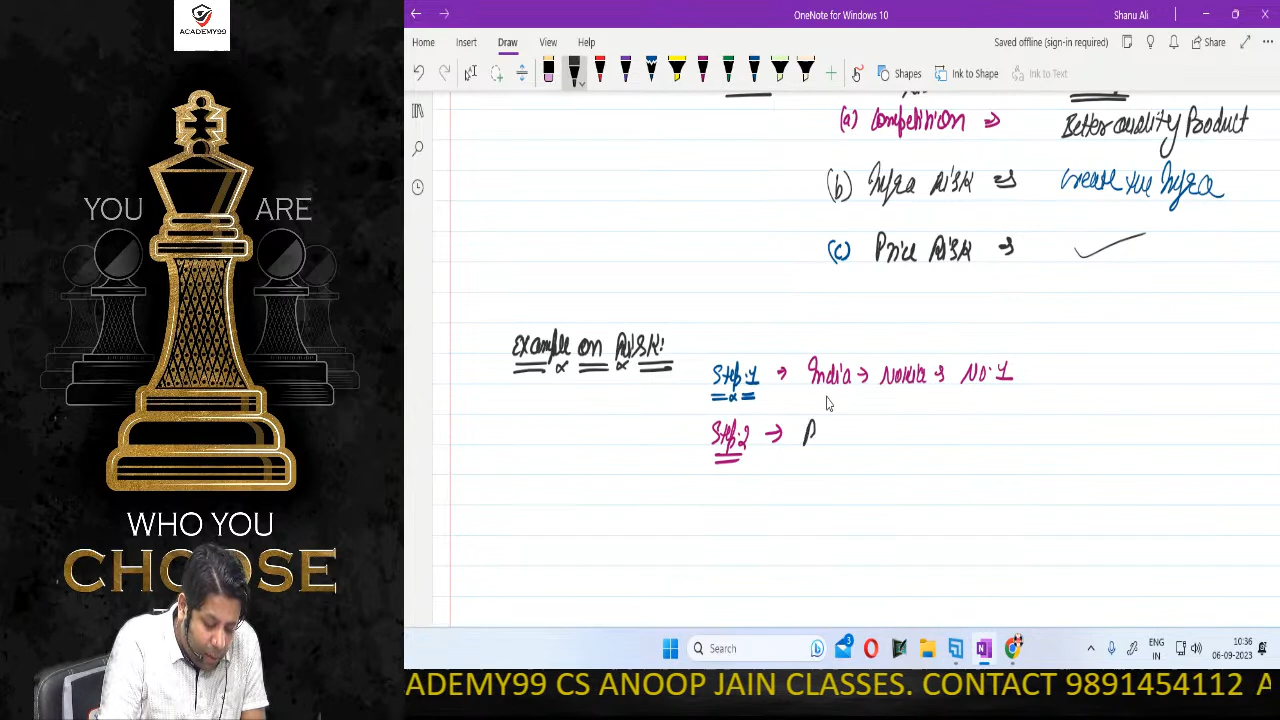 ACADEMY99
YOU ARE
WHO YOU
CHOOSE
OneNote for Windows 10
Shanu Ali
Home Insert Draw View Help
Saved offline (sign-in required)
Share
Shapes
Ink to Shape
Ink to Text
(a) Competition ⇒ Better quality Product
(b) Infra Risk ⇒ Create the Infra
(c) Price Risk ⇒ ✓
Example on Risk:
Step:1 → India → Nokia → No.1
Step:2 →
Search
3
ENG
IN
10:36
06-09-2023
ADEMY99 CS ANOOP JAIN CLASSES. CONTACT 9891454112 A